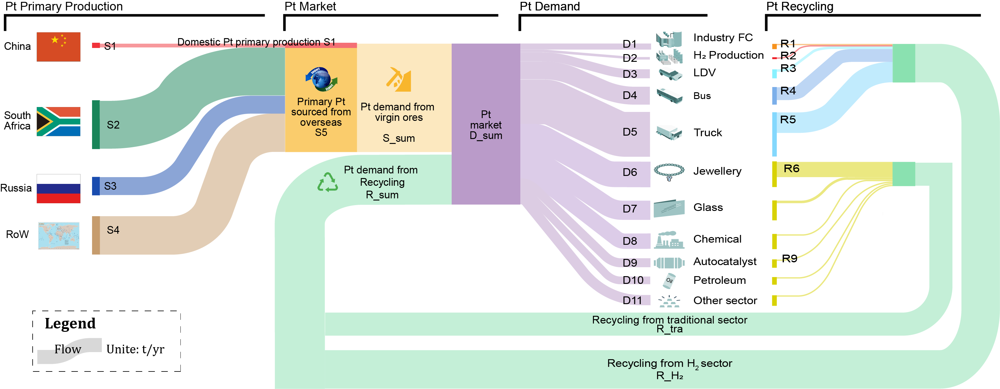 Pt Primary Production
Pt Market
Pt Demand
Pt Recycling
China
S1
Domestic Pt primary production S1
South
Africa
S2
Russia
S3
RoW
S4
Import
Export
Primary Pt
sourced from
overseas
S5
Pt demand from
virgin ores
S_sum
Pt demand from
Recycling
R_sum
Pt
market
D_sum
D1
Industry FC
D2
H₂ Production
D3
LDV
D4
Bus
D5
Truck
D6
Jewellery
D7
Glass
D8
Chemical
D9
Autocatalyst
D10
Oil
Petroleum
D11
Other sector
R1
R2
R3
R4
R5
R6
R9
Recycling from traditional sector
R_tra
Recycling from H₂ sector
R_H₂
Legend
Flow
Unite: t/yr